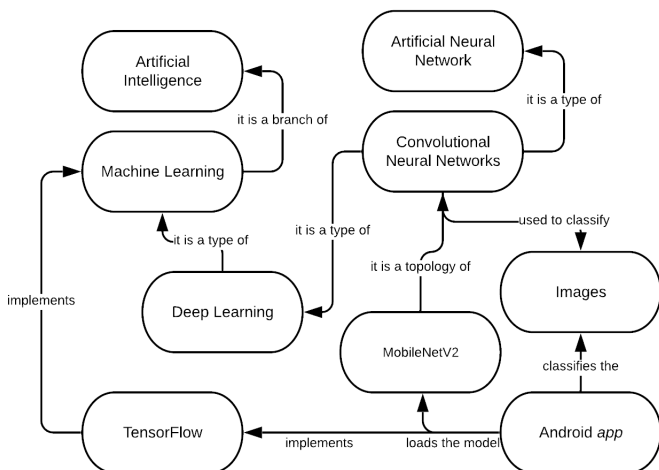 Artificial Neural
Network
Artificial
Intelligence
it is a type of
it is a branch of
Convolutional
Neural Networks
Machine Learning
used to classify
it is a type of
it is a type of
it is a topology of
Images
implements
Deep Learning
MobileNetV2
classifies the
TensorFlow
Android app
implements
loads the model